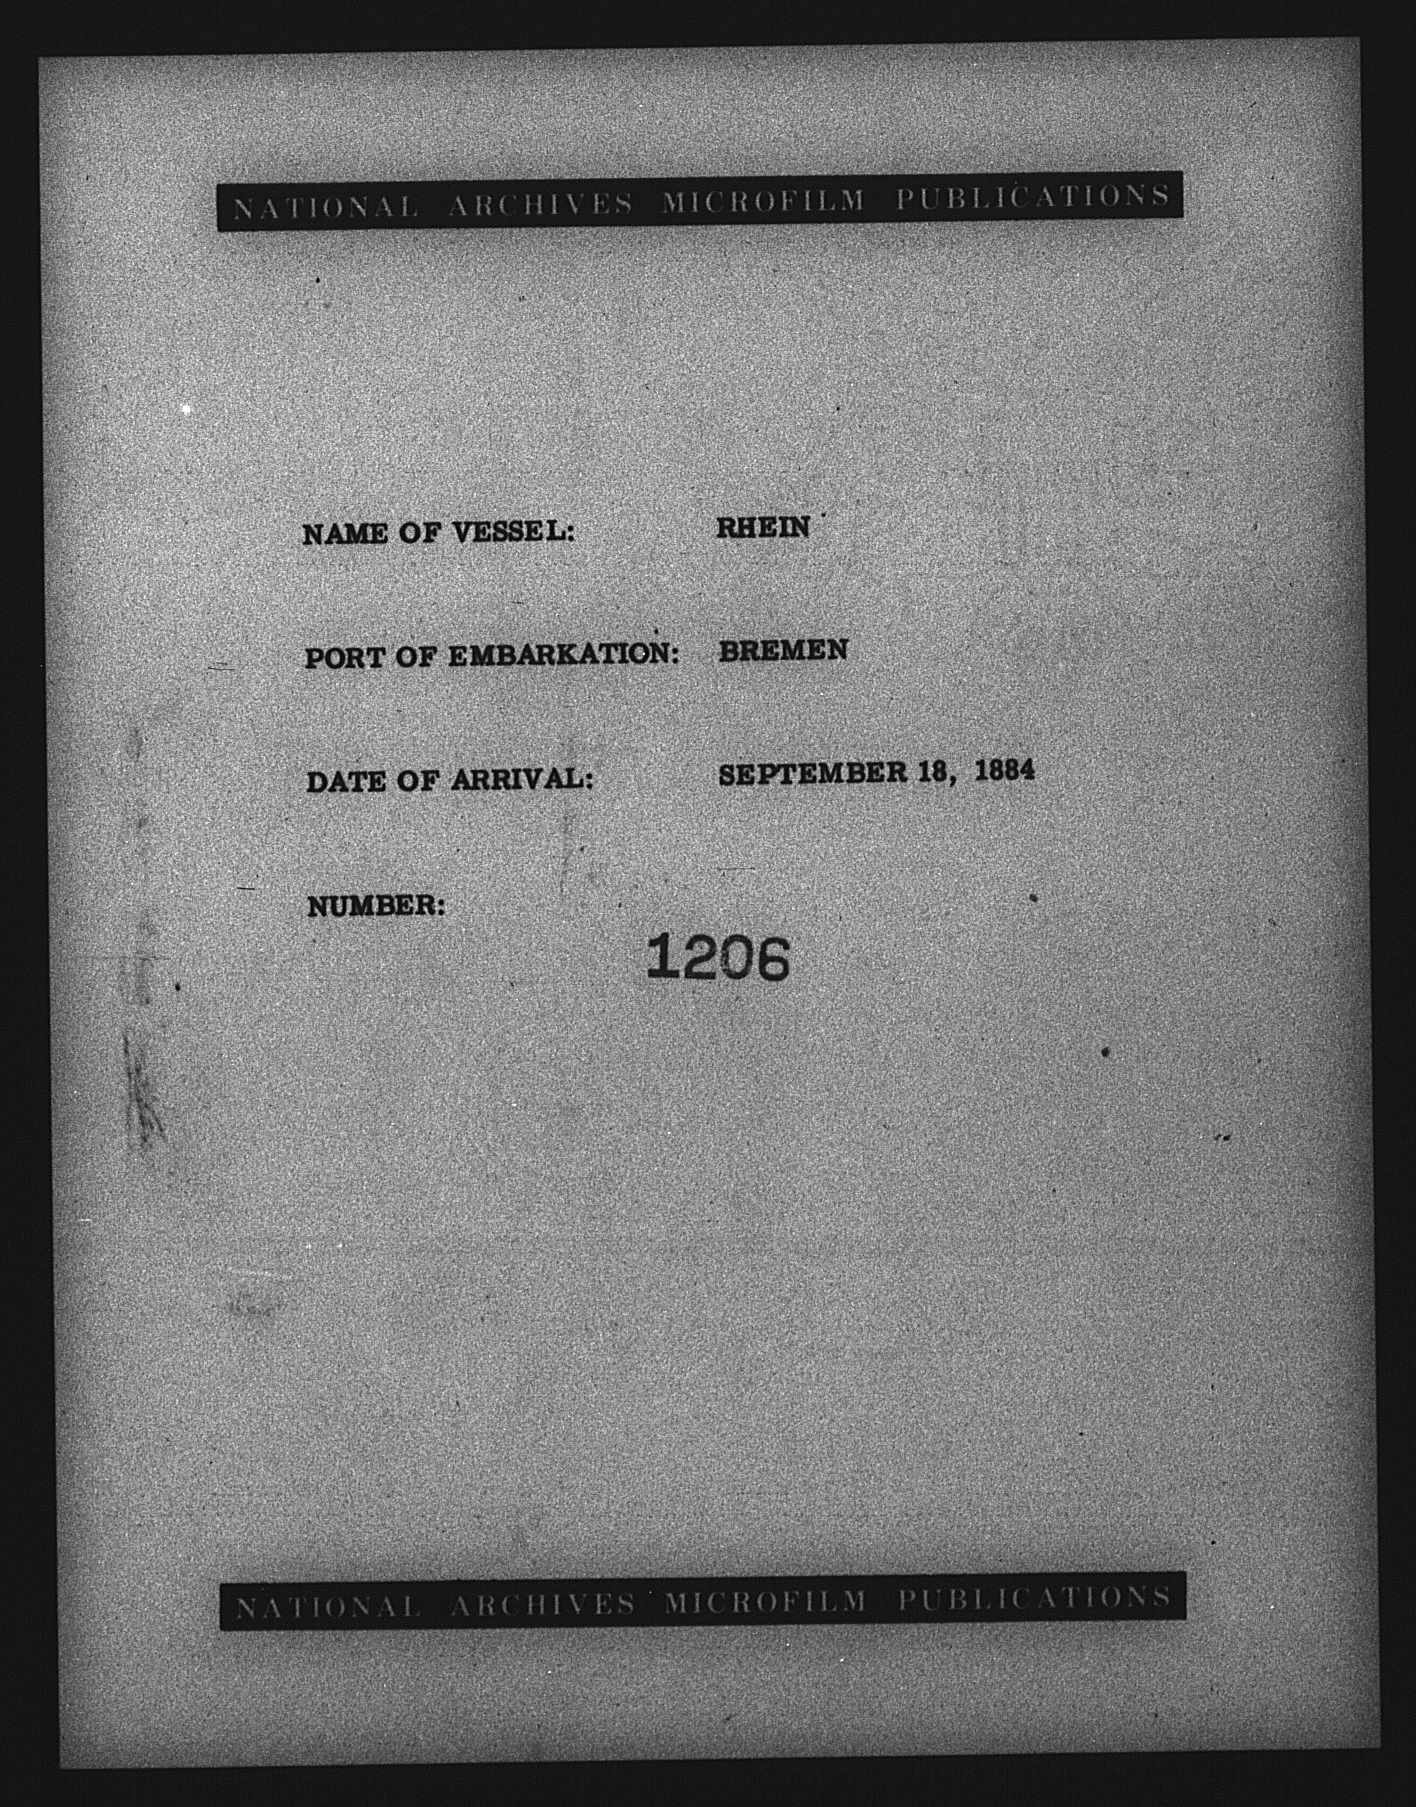 NATIONAL ARCHIVES MICROFILM PUBLICATIONS
NAME OF VESSEL: RHEIN
PORT OF EMBARKATION: BREMEN
DATE OF ARRIVAL: SEPTEMBER 18, 1884
NUMBER:
1206
NATIONAL ARCHIVES MICROFILM PUBLICATIONS